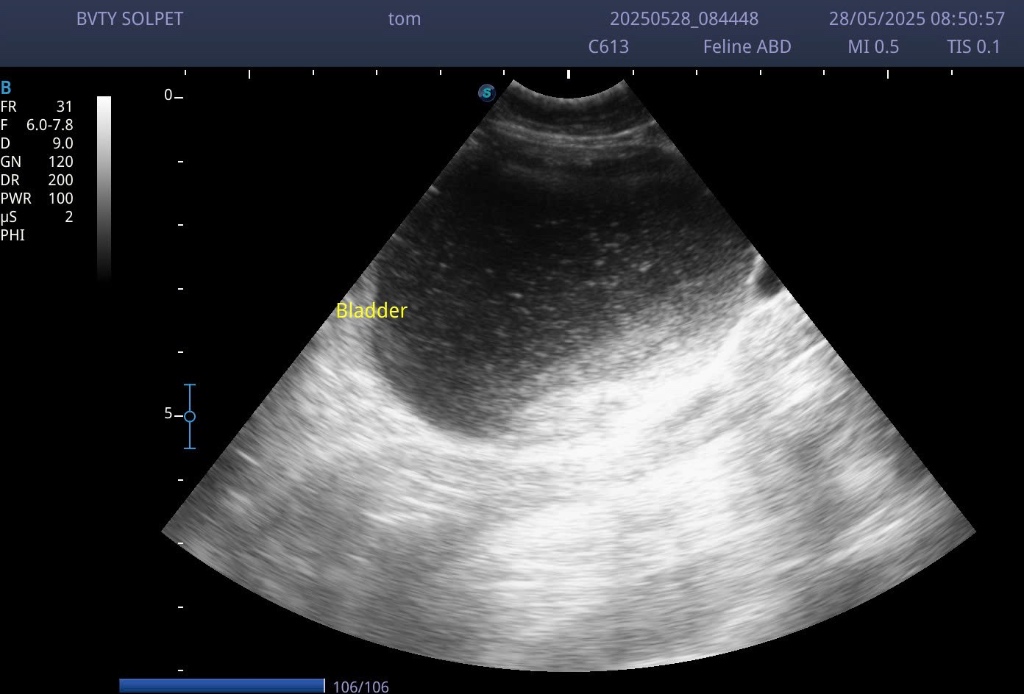 BVTY SOLPET tom 20250528_084448 28/05/2025 08:50:57
C613 Feline ABD MI 0.5 TIS 0.1
B
FR 31
F 6.0-7.8
D 9.0
GN 120
DR 200
PWR 100
µS 2
PHI
0
S
Bladder
5
106/106